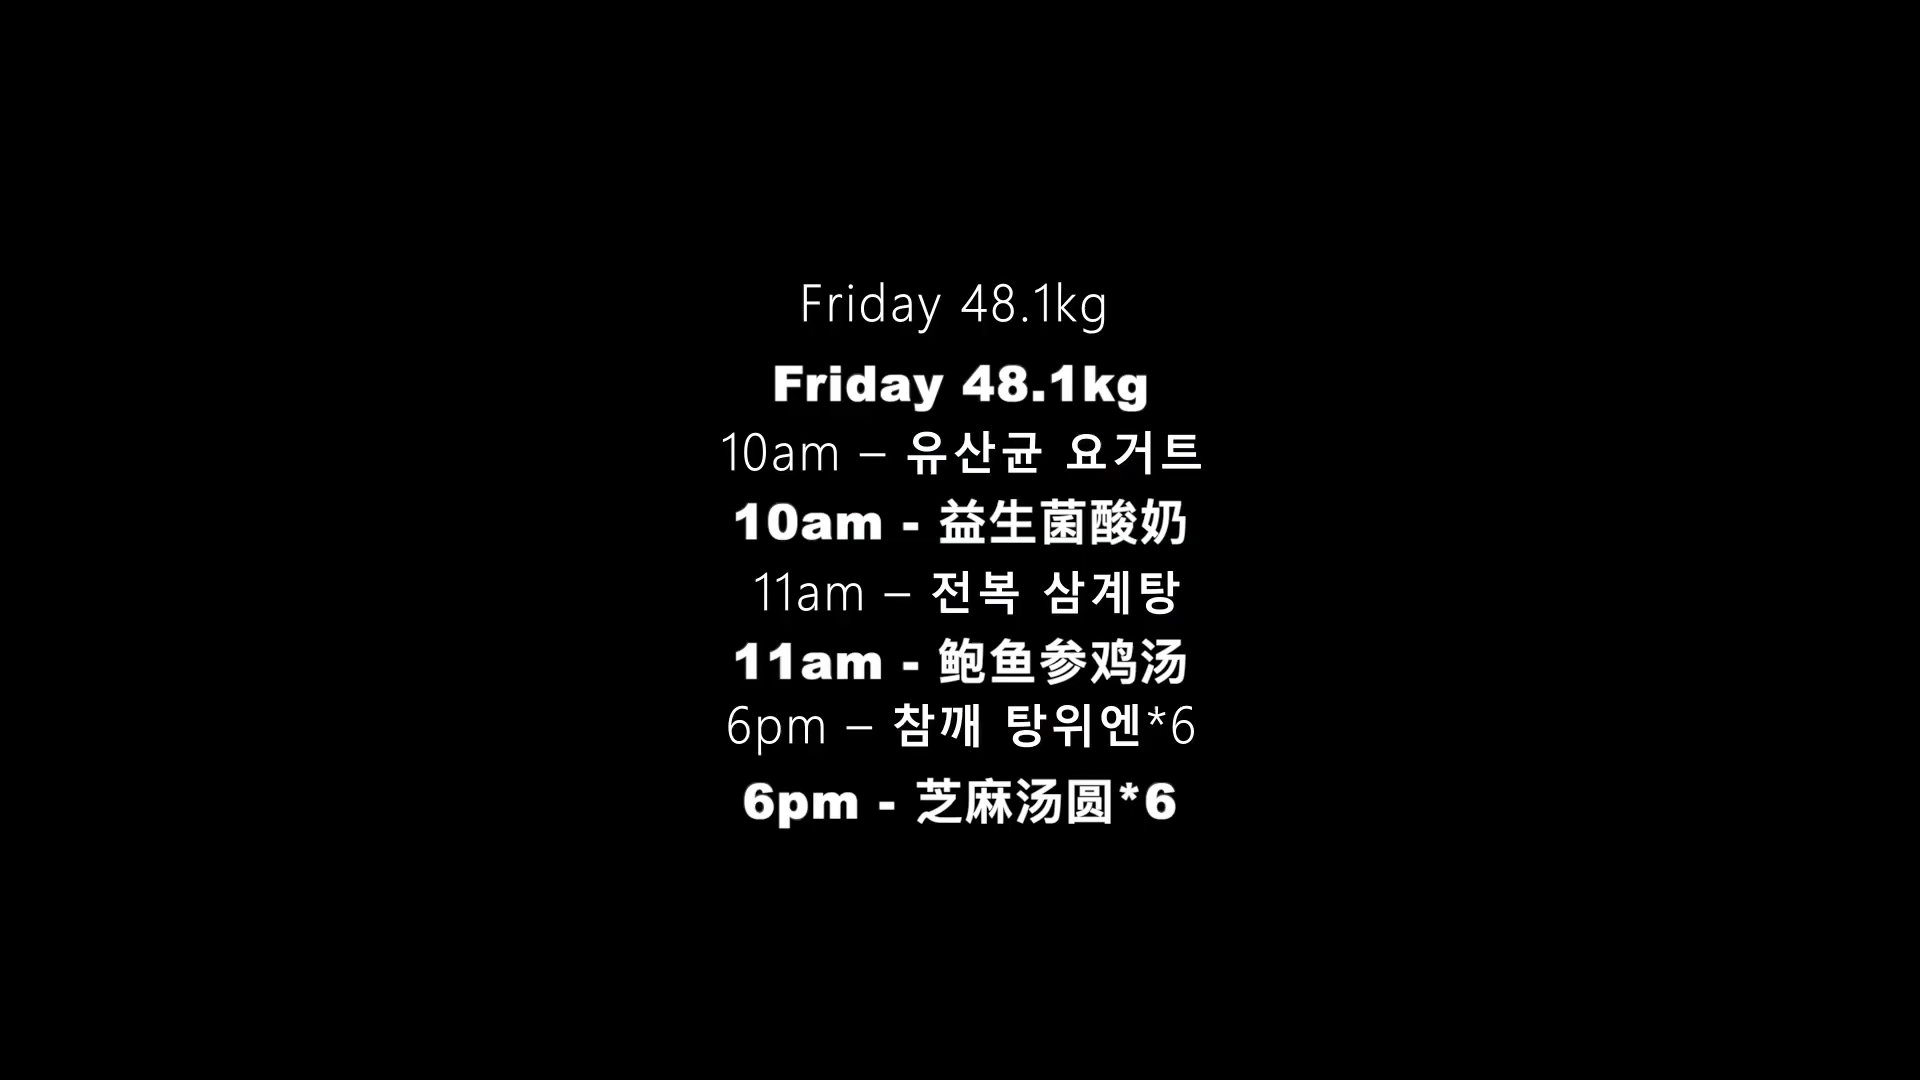 Friday 48.1kg
Friday 48.1kg
10am – 유산균 요거트
10am - 益生菌酸奶
11am – 전복 삼계탕
11am - 鲍鱼参鸡汤
6pm – 참깨 탕위엔*6
6pm - 芝麻汤圆*6